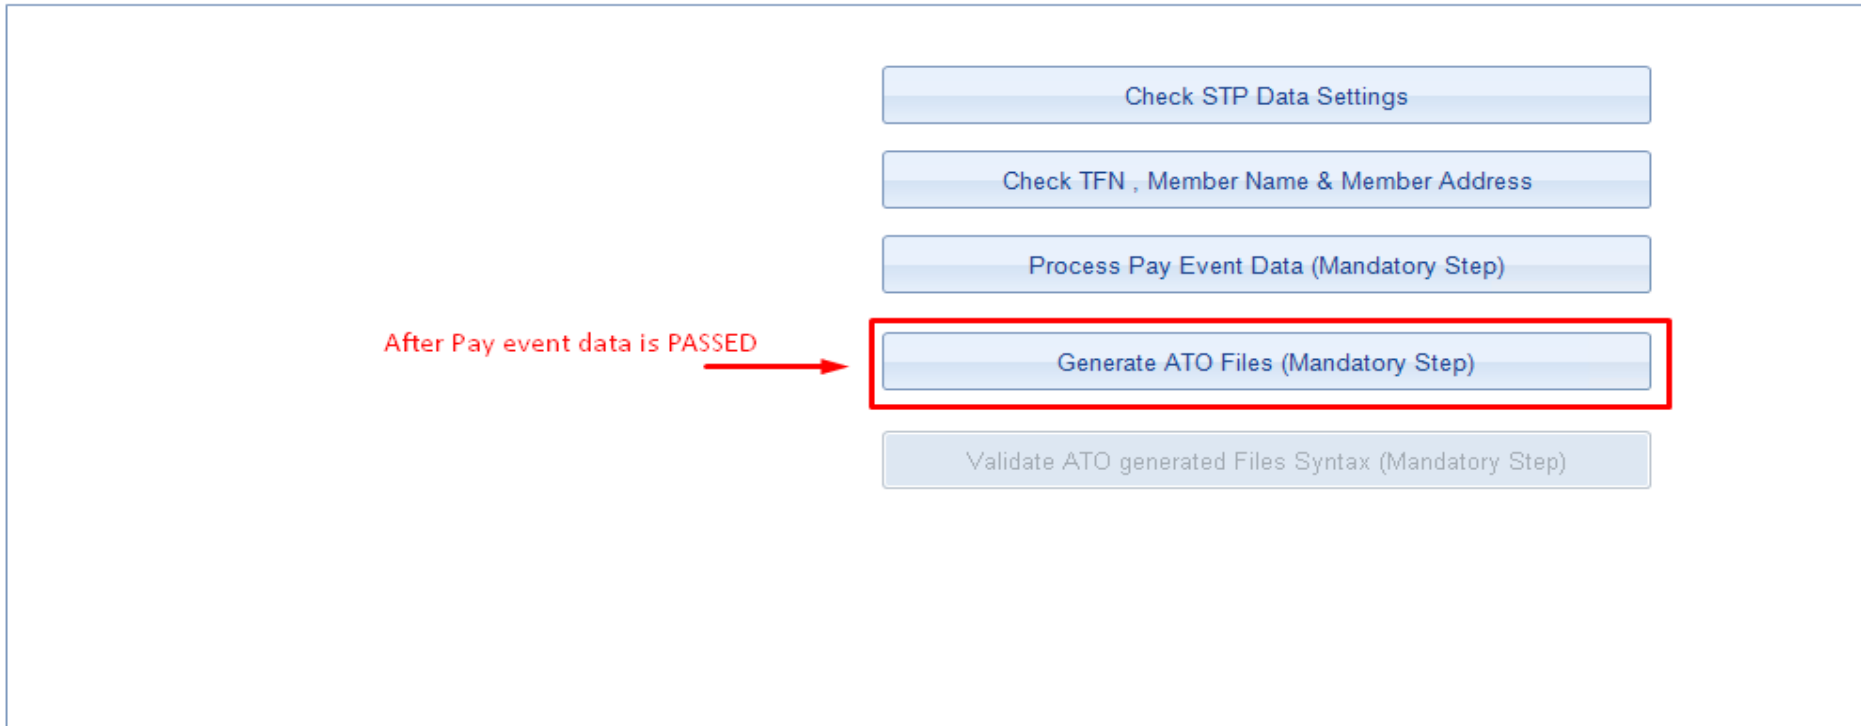 Check STP Data Settings
Check TFN , Member Name & Member Address
Process Pay Event Data (Mandatory Step)
After Pay event data is PASSED
Generate ATO Files (Mandatory Step)
Validate ATO generated Files Syntax (Mandatory Step)